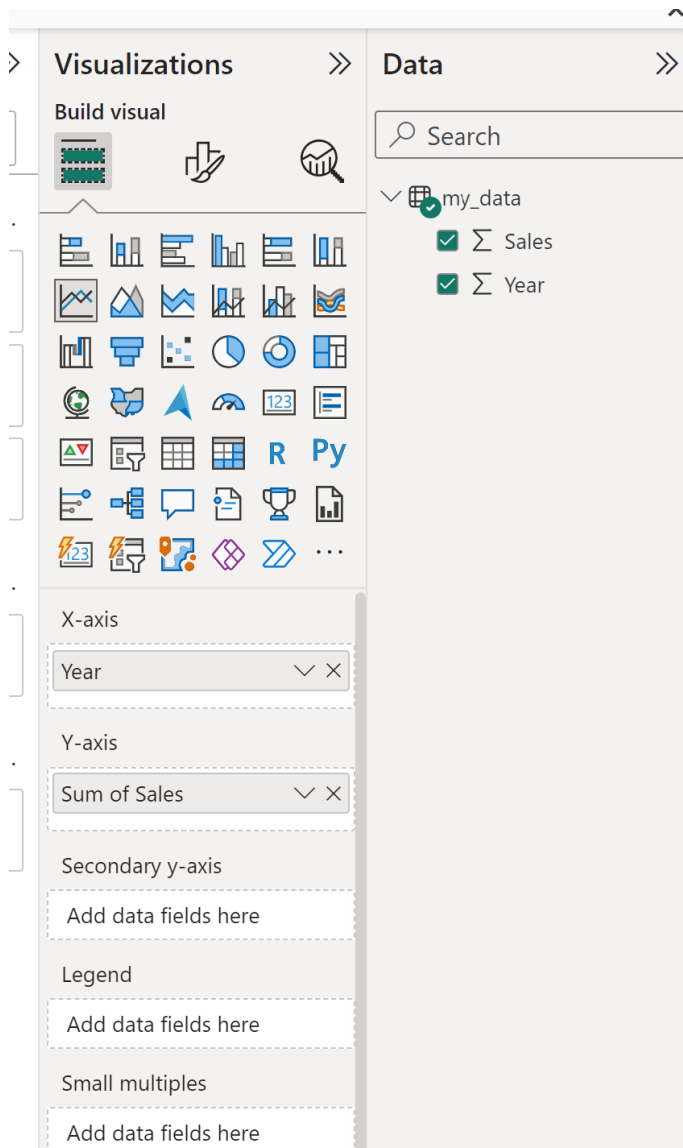 Visualizations
Data
Build visual
Search
my_data
Σ Sales
Σ Year
123
R
Py
123
X-axis
Year
Y-axis
Sum of Sales
Secondary y-axis
Add data fields here
Legend
Add data fields here
Small multiples
Add data fields here